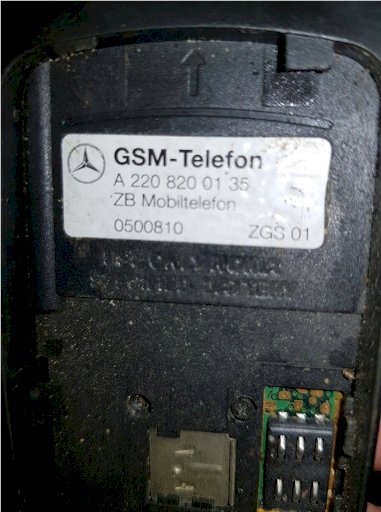 GSM-Telefon
A 220 820 01 35
ZB Mobiltelefon
0500810 ZGS 01